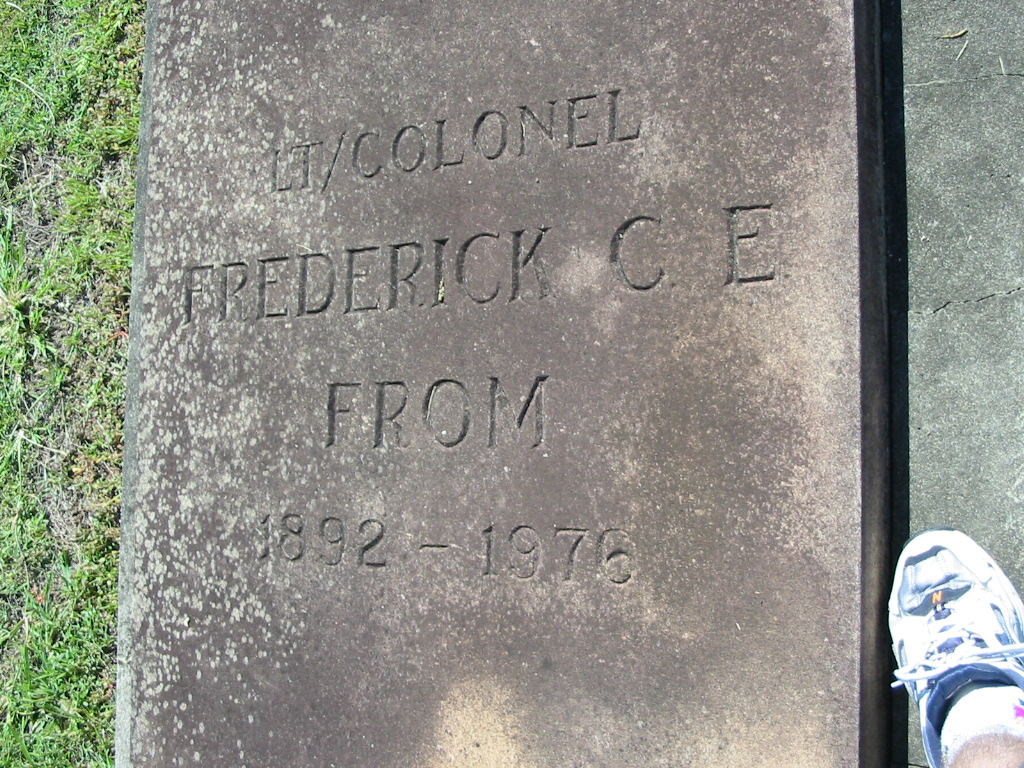 LT/COLONEL
FREDERICK C. E.
FROM
1892 - 1976
N